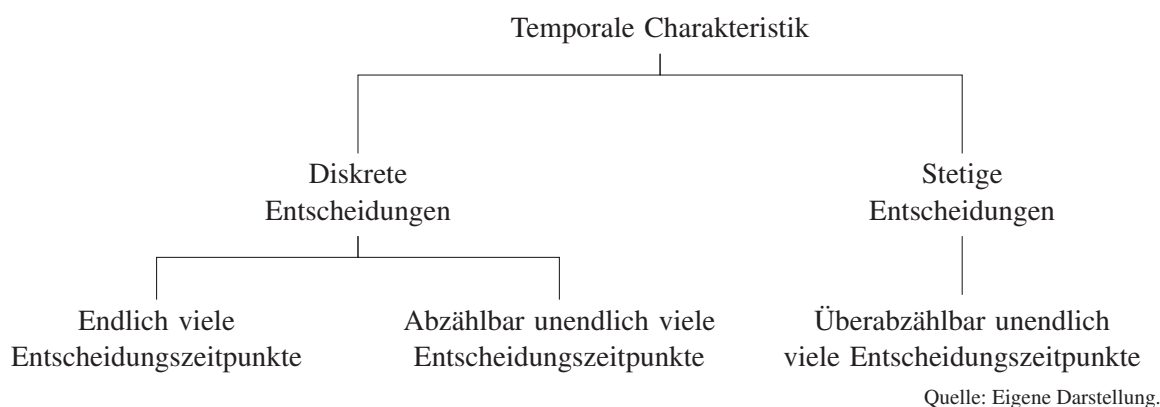 Temporale Charakteristik
Diskrete
Entscheidungen
Stetige
Entscheidungen
Endlich viele
Entscheidungszeitpunkte
Abzählbar unendlich viele
Entscheidungszeitpunkte
Überabzählbar unendlich
viele Entscheidungszeitpunkte
Quelle: Eigene Darstellung.